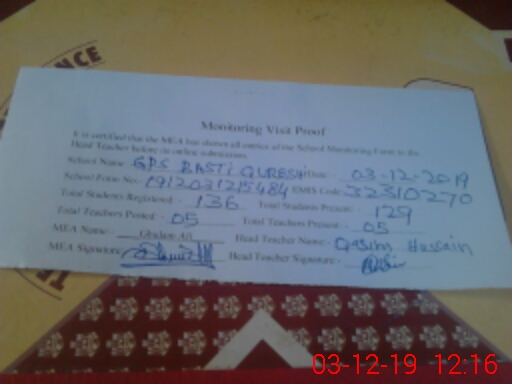 ENCE
Monitoring Visit Proof
It is certified that the MEA has shown all entries of the School Monitoring Form to the
Head Teacher before its online submission.
School Name: GPS BASTI QURESHI Date: 03-12-2019
School Fone No: 01912031215484 EMIS Code: 32310270
Total Students Registered: - 136 Total Students Present: - 129
Total Teachers Posted: - 05 Total Teachers Present: - 05
MEA Name: Ghulam Ali Head Teacher Name: - Qasim Hussain
MEA Signature: Head Teacher Signature: -
03-12-19 12:16